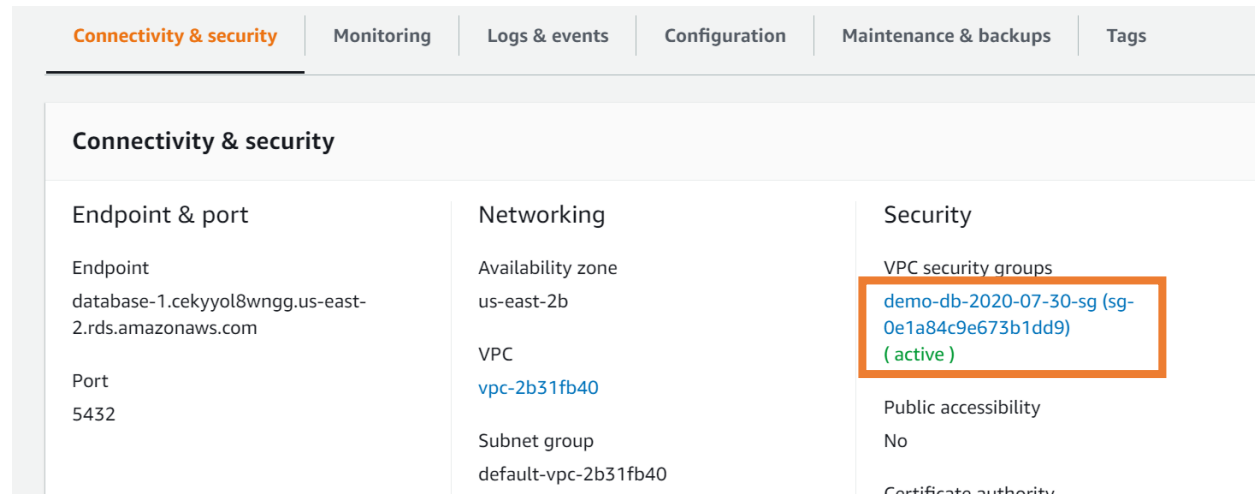 Connectivity & security
Monitoring
Logs & events
Configuration
Maintenance & backups
Tags
Connectivity & security
Endpoint & port
Endpoint
database-1.cekyyol8wngg.us-east-
2.rds.amazonaws.com
Port
5432
Networking
Availability zone
us-east-2b
VPC
vpc-2b31fb40
Subnet group
default-vpc-2b31fb40
Security
VPC security groups
demo-db-2020-07-30-sg (sg-
0e1a84c9e673b1dd9)
( active )
Public accessibility
No
Certificate authority